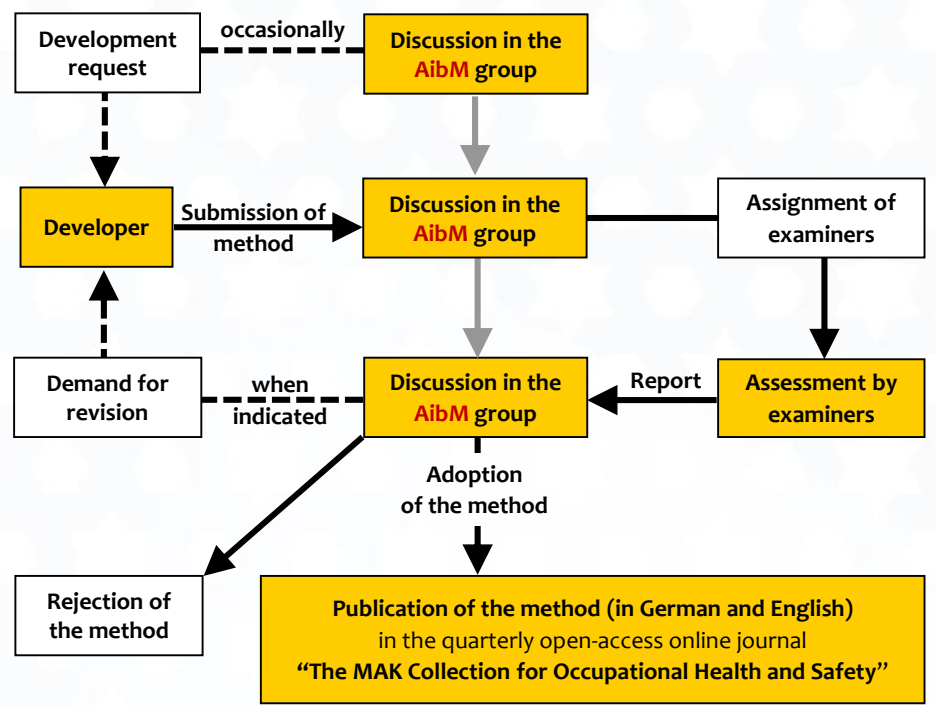 Development
request
occasionally
Discussion in the
AibM group
Developer
Submission of
method
Discussion in the
AibM group
Assignment of
examiners
Demand for
revision
when
indicated
Discussion in the
AibM group
Report
Assessment by
examiners
Adoption
of the method
Rejection of
the method
Publication of the method (in German and English)
in the quarterly open-access online journal
“The MAK Collection for Occupational Health and Safety”